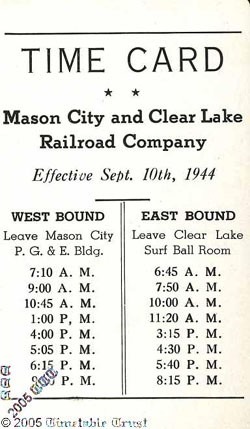 TIME CARD
★ ★
Mason City and Clear Lake
Railroad Company
Effective Sept. 10th, 1944
WEST BOUND
Leave Mason City
P. G. & E. Bldg.
7:10 A. M.
9:00 A. M.
10:45 A. M.
1:00 P. M.
4:00 P. M.
5:05 P. M.
6:15 P. M.
P. M.
EAST BOUND
Leave Clear Lake
Surf Ball Room
6:45 A. M.
7:50 A. M.
10:00 A. M.
11:20 A. M.
3:15 P. M.
4:30 P. M.
5:40 P. M.
8:15 P. M.
2005
© 2005 Timetable Trust